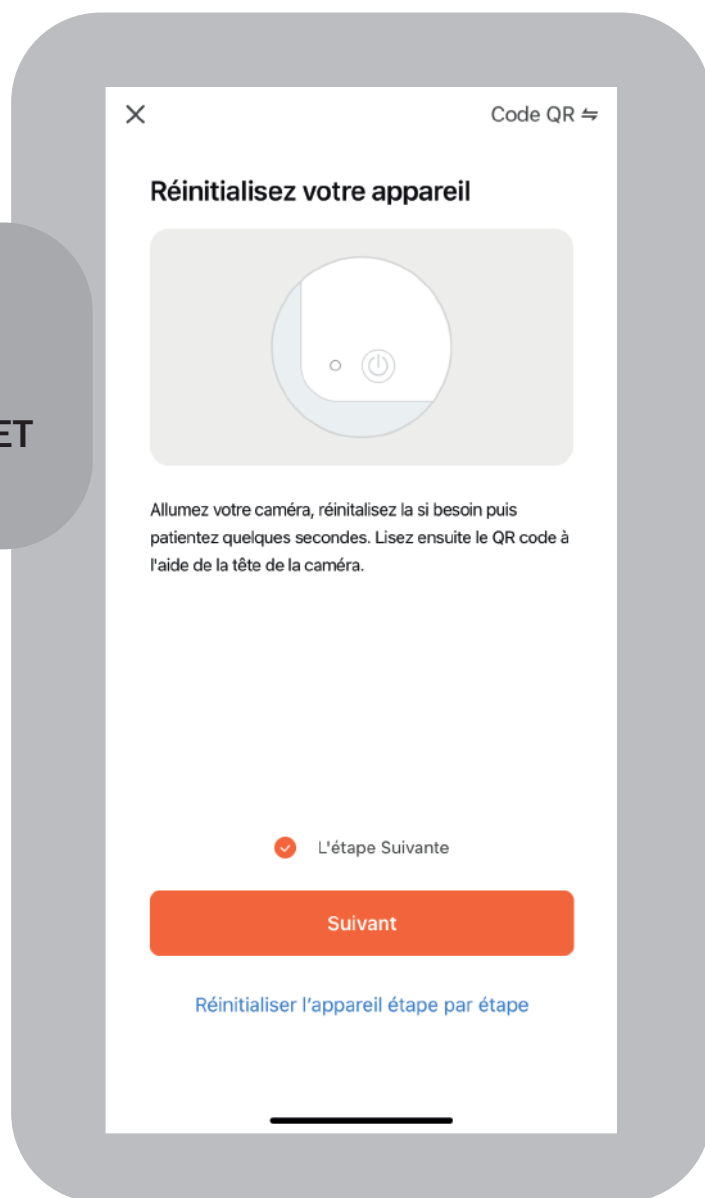 Code QR ⇋
Réinitialisez votre appareil
ET
Allumez votre caméra, réinitalisez la si besoin puis
patientez quelques secondes. Lisez ensuite le QR code à
l'aide de la tête de la caméra.
L'étape Suivante
Suivant
Réinitialiser l'appareil étape par étape